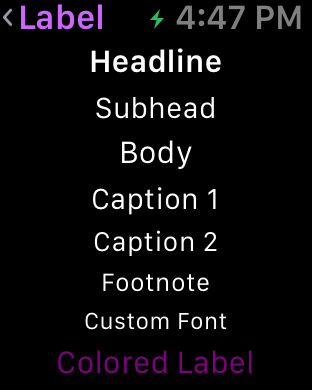 Label 4:47 PM
Headline
Subhead
Body
Caption 1
Caption 2
Footnote
Custom Font
Colored Label